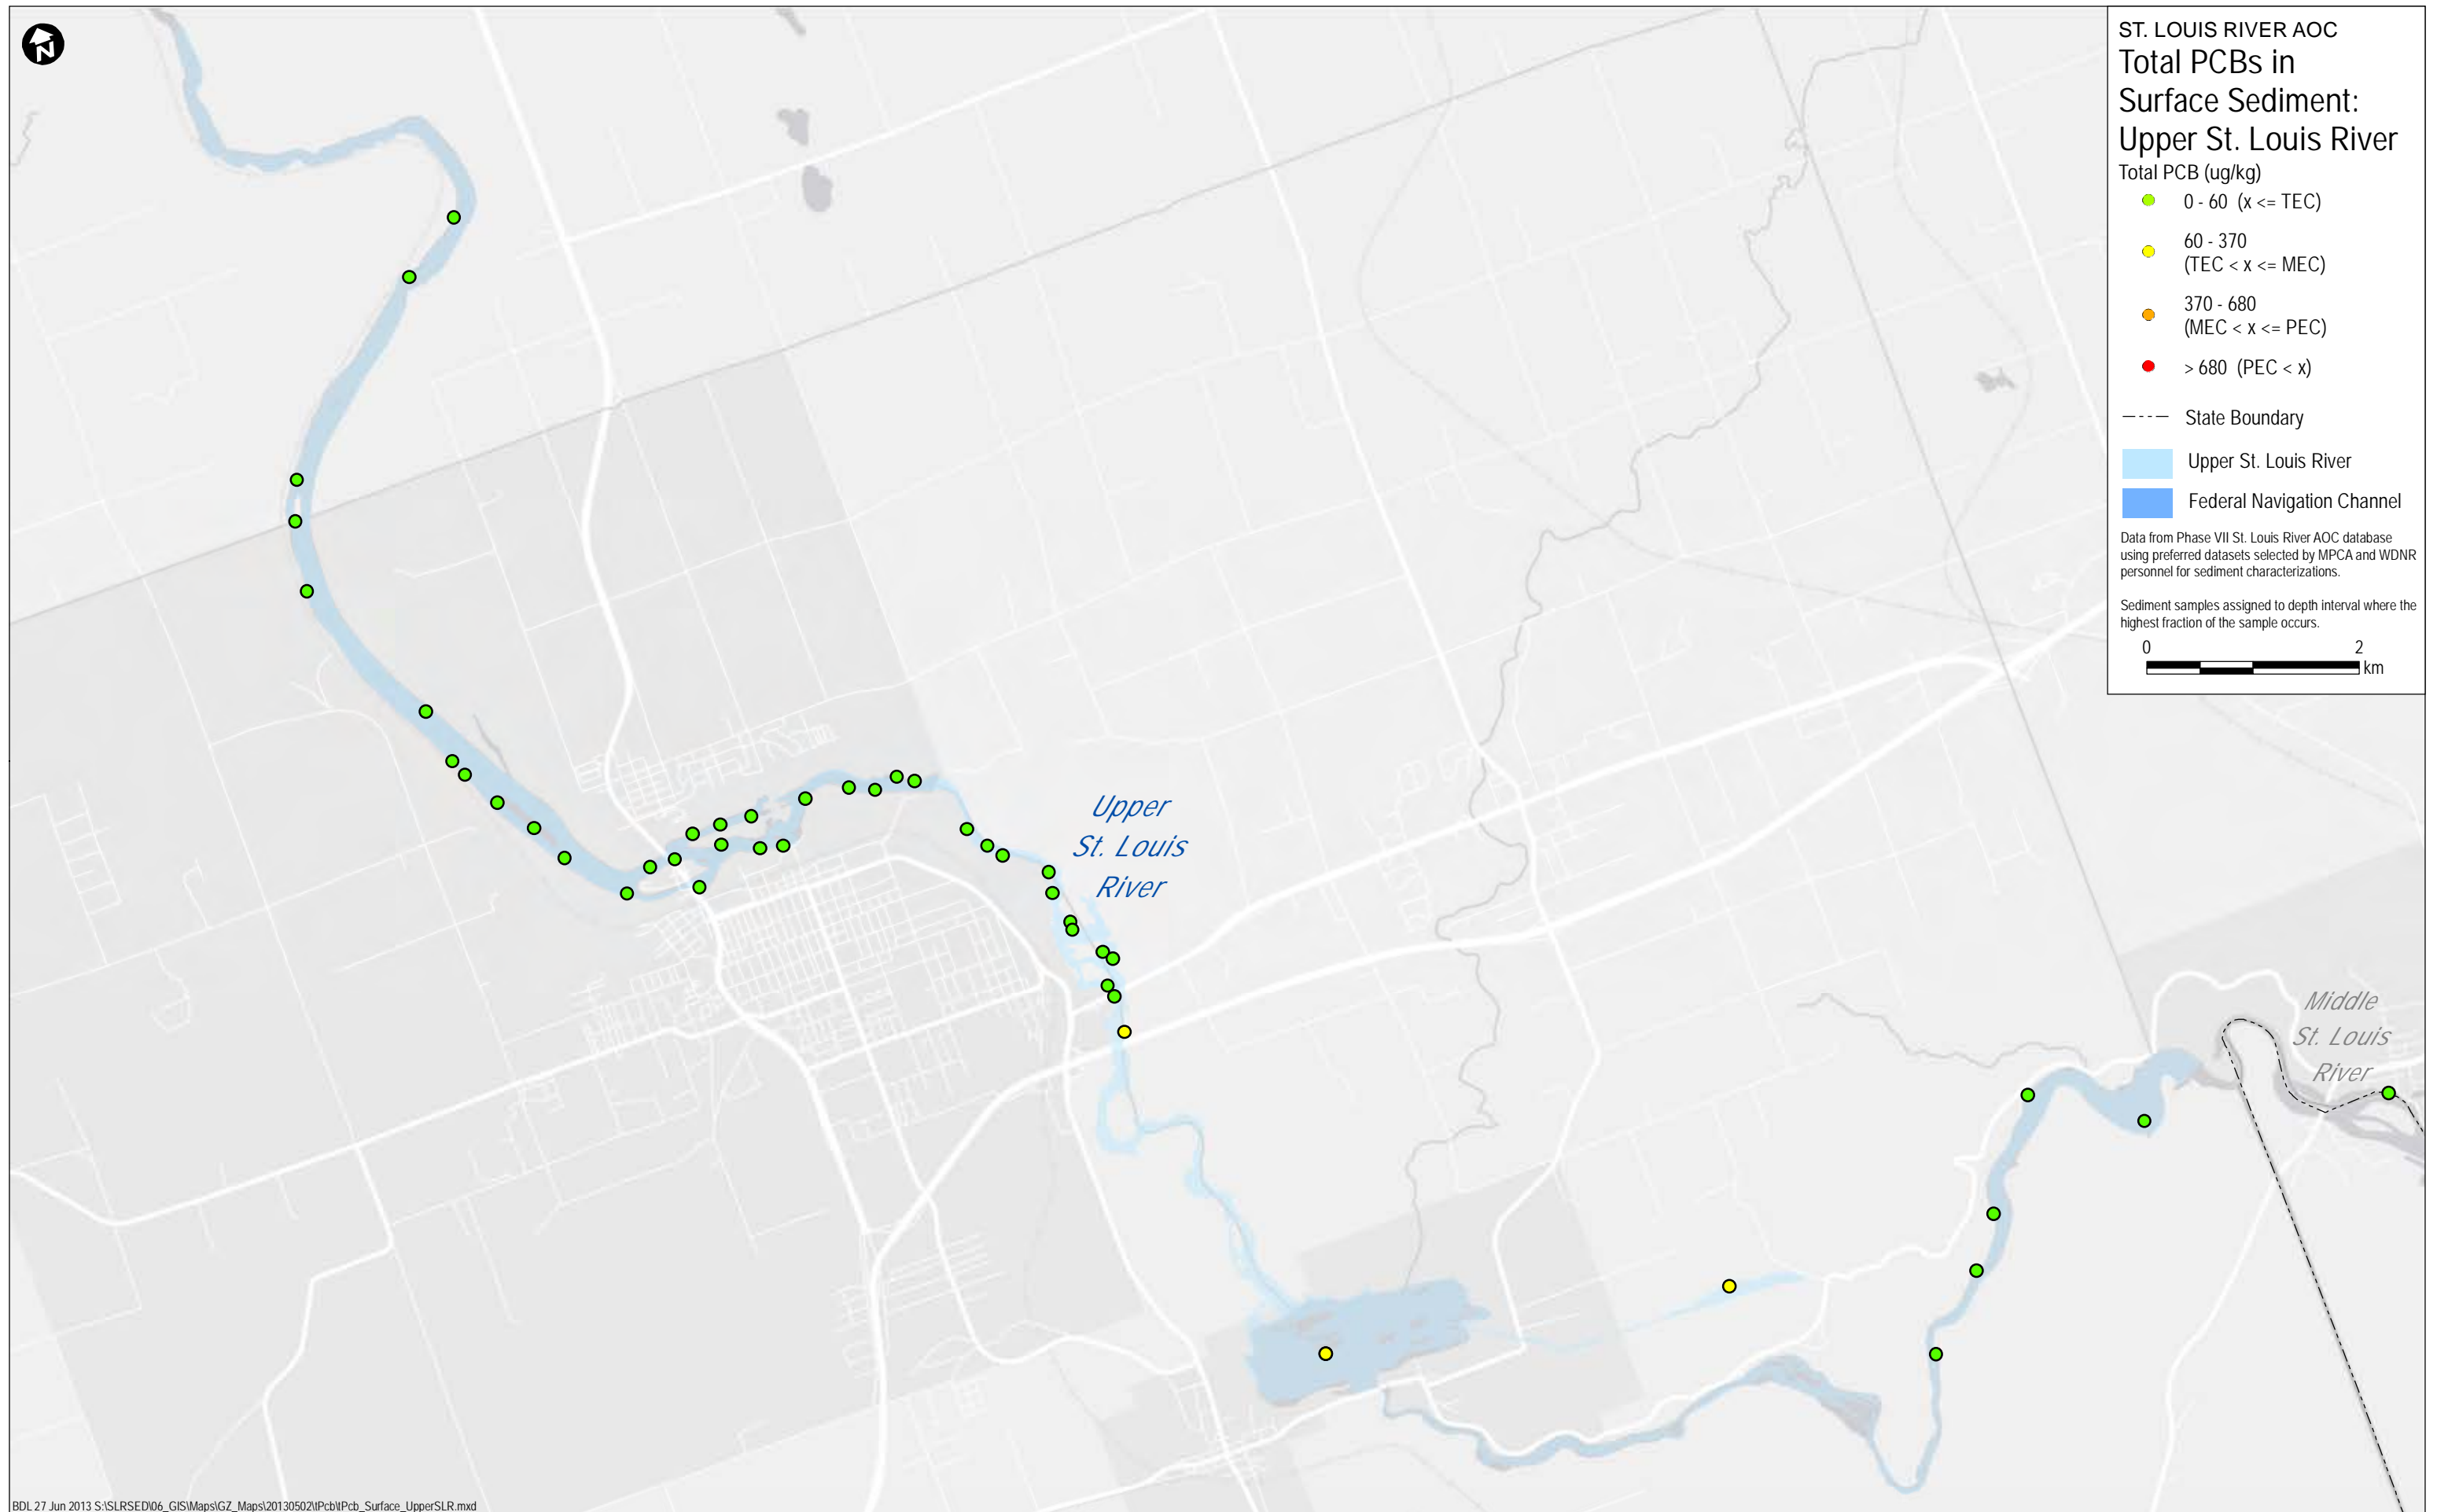 N
ST. LOUIS RIVER AOC
Total PCBs in
Surface Sediment:
Upper St. Louis River
Total PCB (ug/kg)
0 - 60 (x <= TEC)
60 - 370
(TEC < x <= MEC)
370 - 680
(MEC < x <= PEC)
> 680 (PEC < x)
State Boundary
Upper St. Louis River
Federal Navigation Channel
Data from Phase VII St. Louis River AOC database
using preferred datasets selected by MPCA and WDNR
personnel for sediment characterizations.
Sediment samples assigned to depth interval where the
highest fraction of the sample occurs.
0 2
km
Upper
St. Louis
River
Middle
St. Louis
River
BDL 27 Jun 2013 S:\SLRSED\06_GIS\Maps\GZ_Maps\20130502\tPcb\tPcb_Surface_UpperSLR.mxd